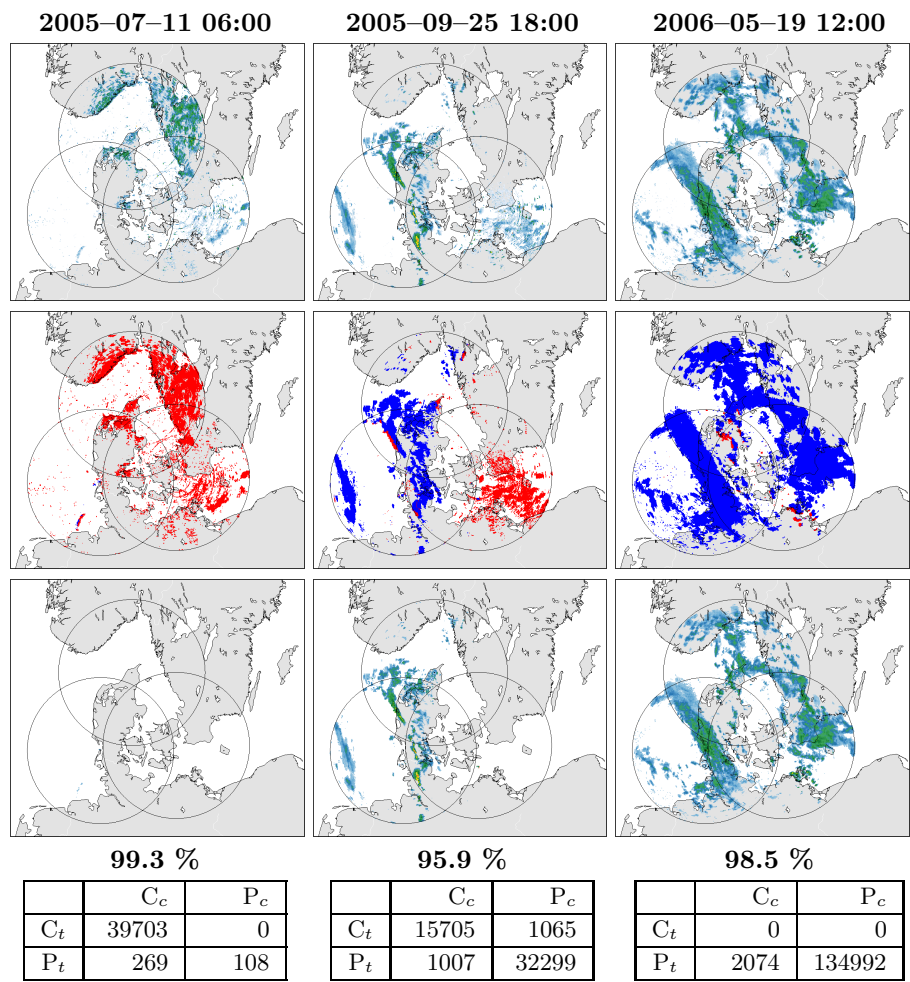 2005–07–11 06:00 2005–09–25 18:00 2006–05–19 12:00
99.3 % 95.9 % 98.5 %
C_c P_c C_c P_c C_c P_c
C_t 39703 0 C_t 15705 1065 C_t 0 0
P_t 269 108 P_t 1007 32299 P_t 2074 134992